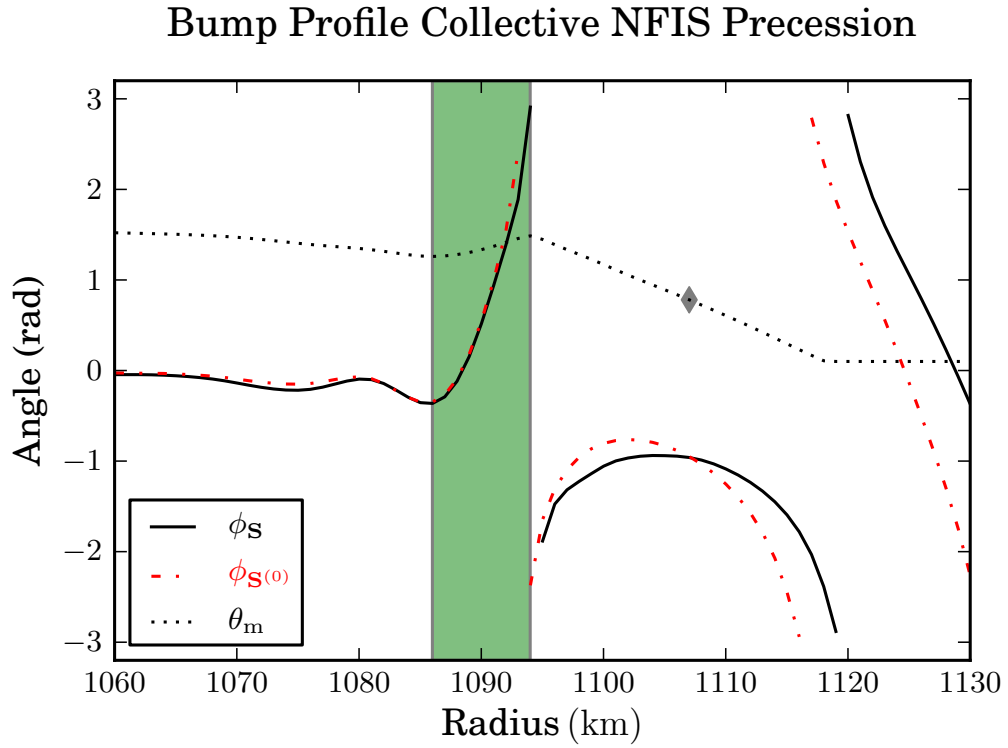 Bump Profile Collective NFIS Precession
3
2
1
0
−1
−2
−3
Angle (rad)
ϕS
ϕS(0)
θm
1060 1070 1080 1090 1100 1110 1120 1130
Radius (km)